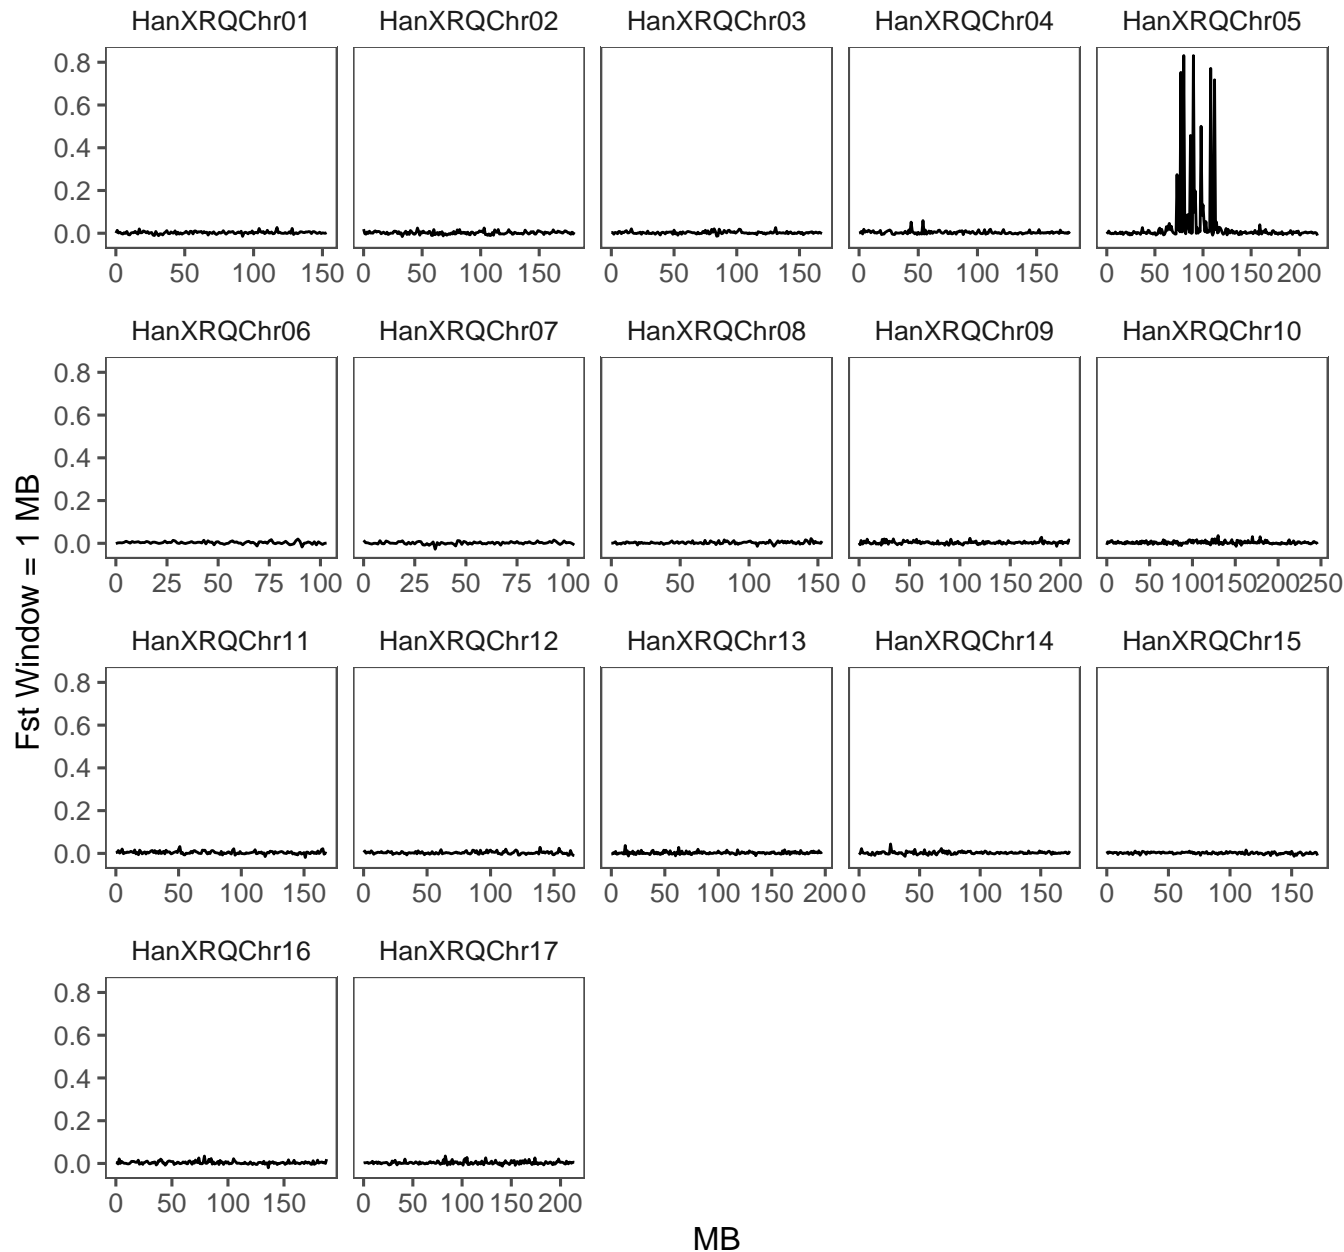 HanXRQChr01 HanXRQChr02 HanXRQChr03 HanXRQChr04 HanXRQChr05
0.8
0.6
0.4
0.2
0.0
0 50 100 150 0 50 100 150 0 50 100 150 0 50 100 150 0 50 100 150 200
HanXRQChr06 HanXRQChr07 HanXRQChr08 HanXRQChr09 HanXRQChr10
0.8
0.6
0.4
0.2
0.0
0 25 50 75 100 0 25 50 75 100 0 50 100 150 0 50 100 150 200 0 50 100 150 200 250
Fst Window = 1 MB
HanXRQChr11 HanXRQChr12 HanXRQChr13 HanXRQChr14 HanXRQChr15
0.8
0.6
0.4
0.2
0.0
0 50 100 150 0 50 100 150 0 50 100 150 200 0 50 100 150 0 50 100 150
HanXRQChr16 HanXRQChr17
0.8
0.6
0.4
0.2
0.0
0 50 100 150 0 50 100 150 200
MB